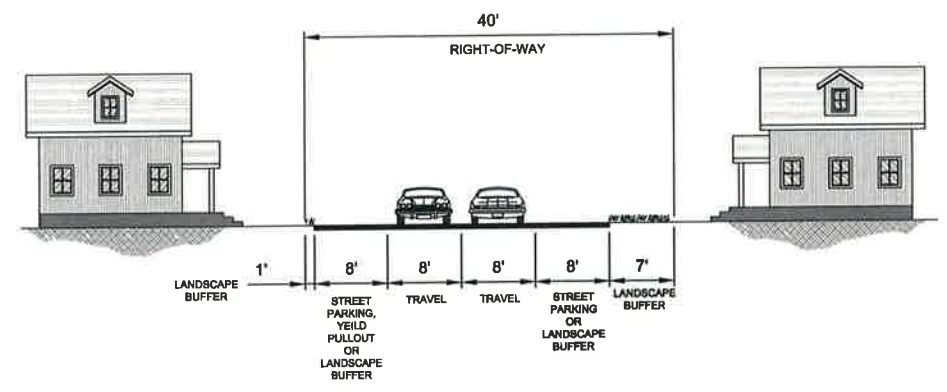 40'
RIGHT-OF-WAY
1'
8'
8'
8'
8'
7'
LANDSCAPE
BUFFER
STREET
PARKING,
YEILD
PULLOUT
OR
LANDSCAPE
BUFFER
TRAVEL
TRAVEL
STREET
PARKING
OR
LANDSCAPE
BUFFER
LANDSCAPE
BUFFER